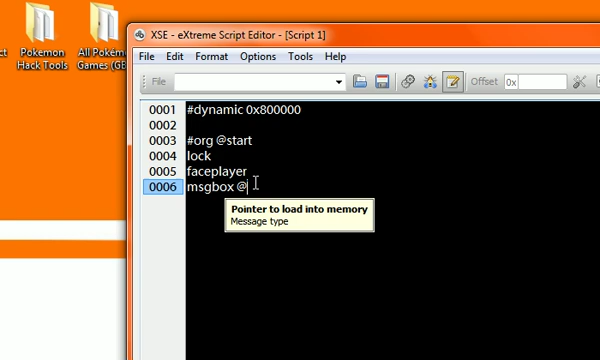 XSE - eXtreme Script Editor - [Script 1]
Pokemon
Hack Tools
All Pokém
Games (GB
ct
File Edit Format Options Script Tools Help
File
Offset 0x
0001 #dynamic 0x800000
0002
0003 #org @start
0004 lock
0005 faceplayer
0006 msgbox @
Pointer to load into memory
Message type